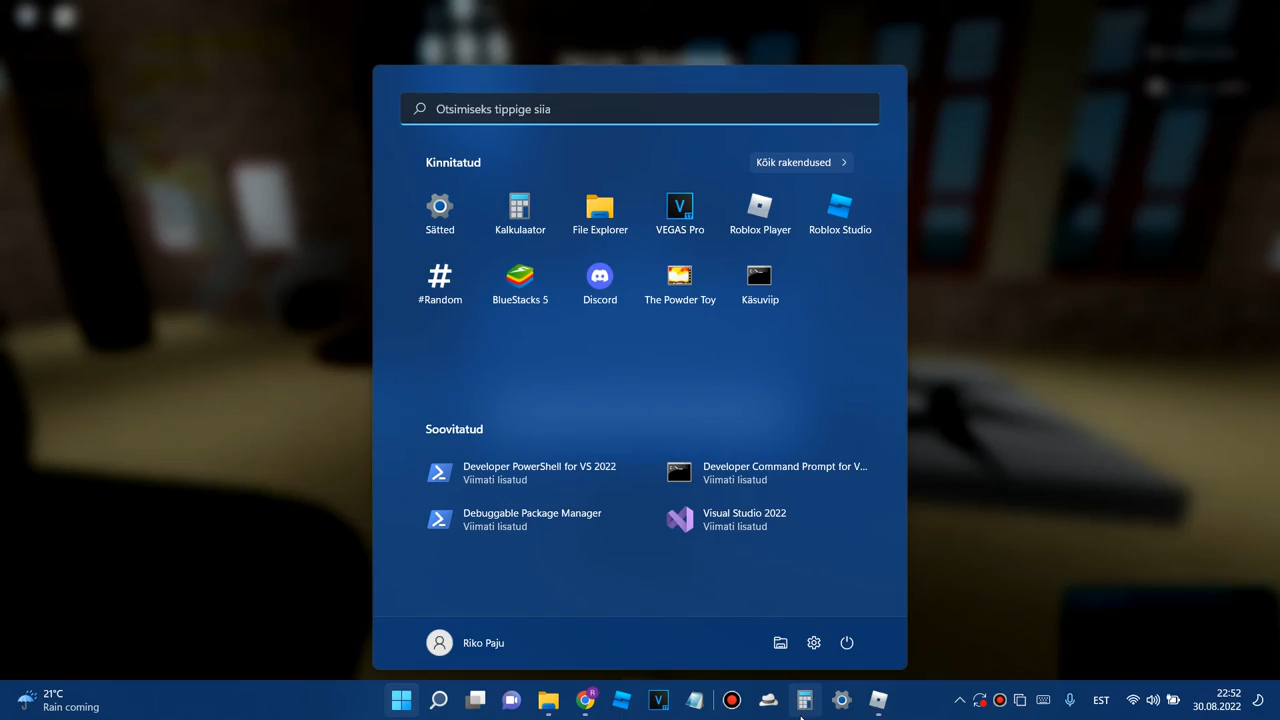 Otsimiseks tippige siia
Kinnitatud
Kõik rakendused
Sätted
Kalkulaator
File Explorer
VEGAS Pro
Roblox Player
Roblox Studio
#Random
BlueStacks 5
Discord
The Powder Toy
Käsuviip
Soovitatud
Developer PowerShell for VS 2022
Viimati lisatud
Developer Command Prompt for V...
Viimati lisatud
Debuggable Package Manager
Viimati lisatud
Visual Studio 2022
Viimati lisatud
Riko Paju
21°C
Rain coming
EST
22:52
30.08.2022